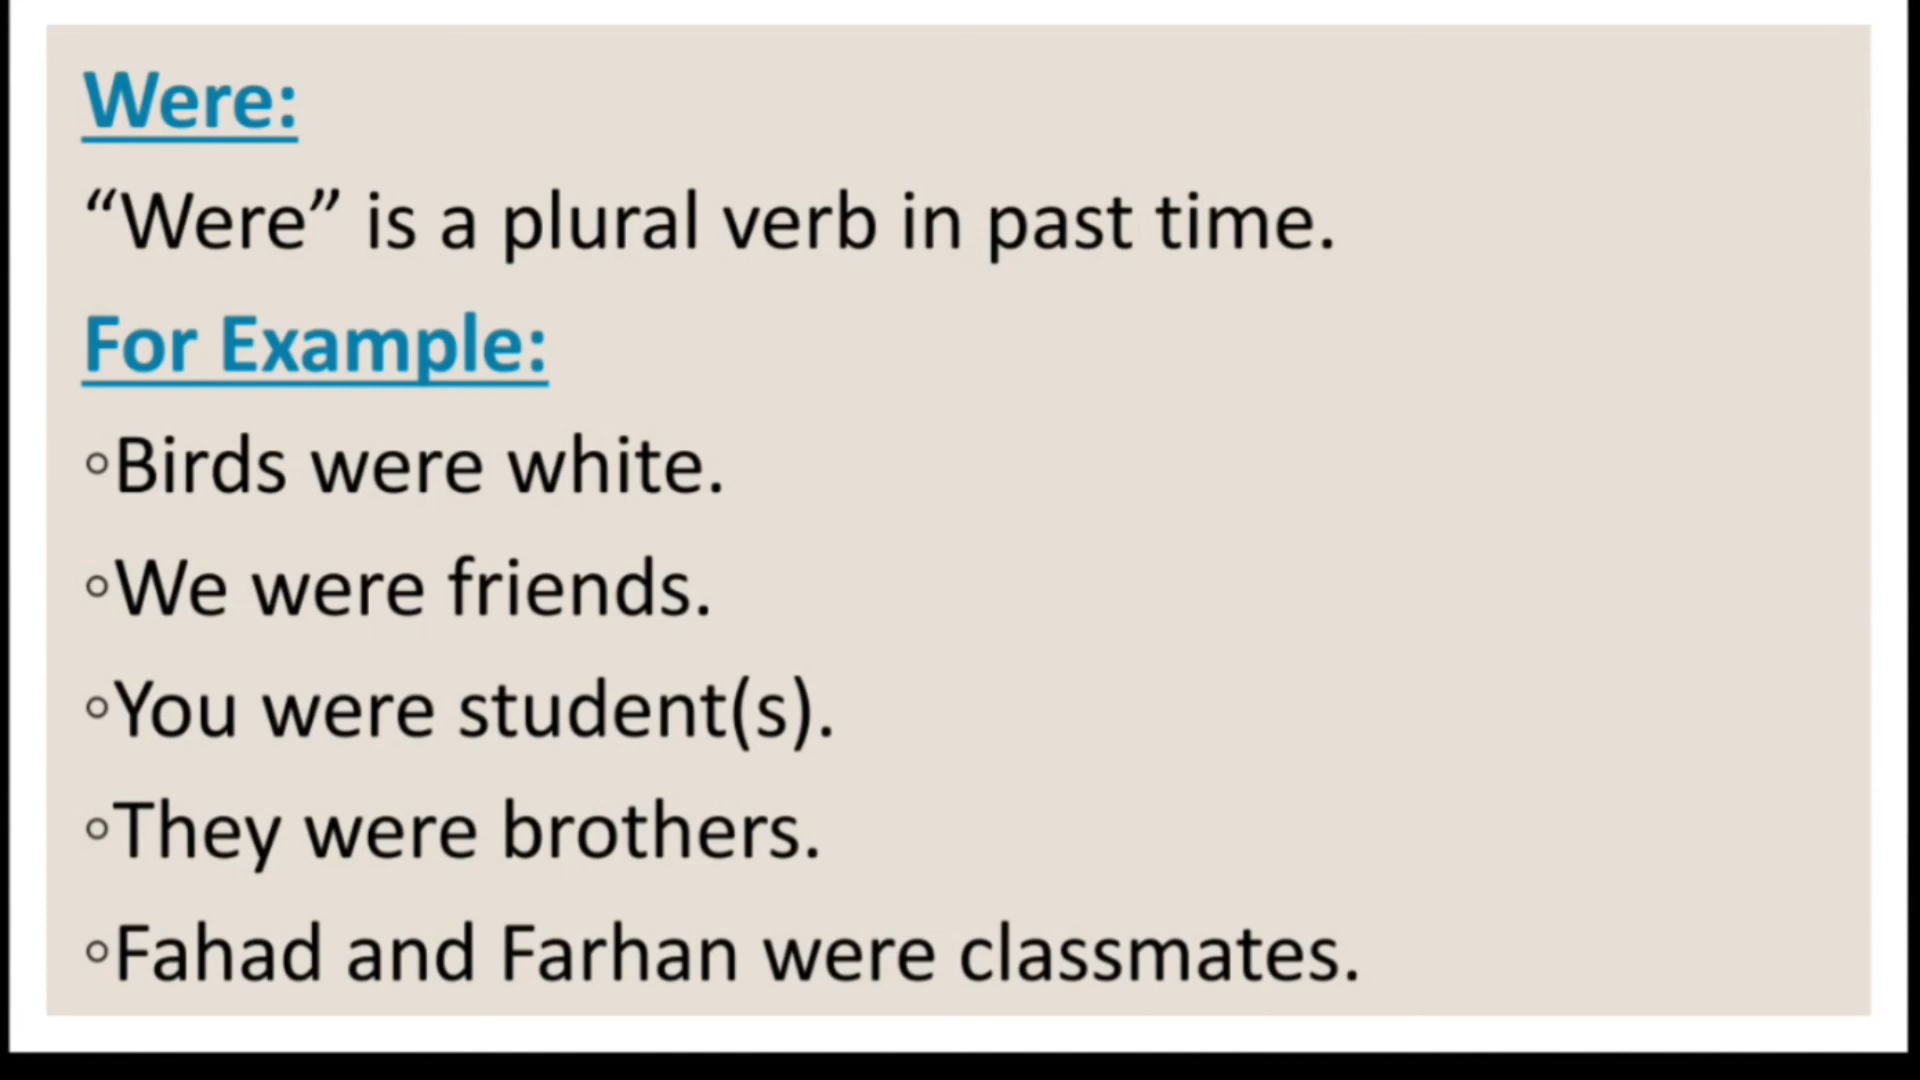 Were:
“Were” is a plural verb in past time.
For Example:
◦Birds were white.
◦We were friends.
◦You were student(s).
◦They were brothers.
◦Fahad and Farhan were classmates.